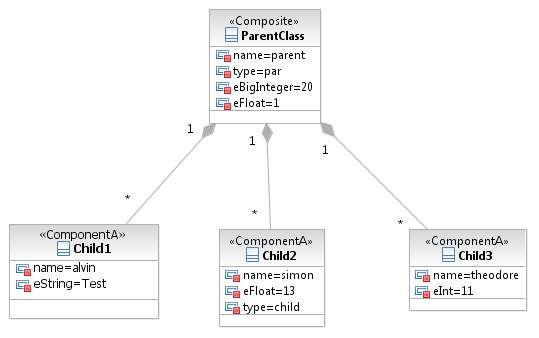 «Composite»
ParentClass
name=parent
type=par
eBigInteger=20
eFloat=1
1
1
1
*
*
*
«ComponentA»
Child1
name=alvin
eString=Test
«ComponentA»
Child2
name=simon
eFloat=13
type=child
«ComponentA»
Child3
name=theodore
eInt=11